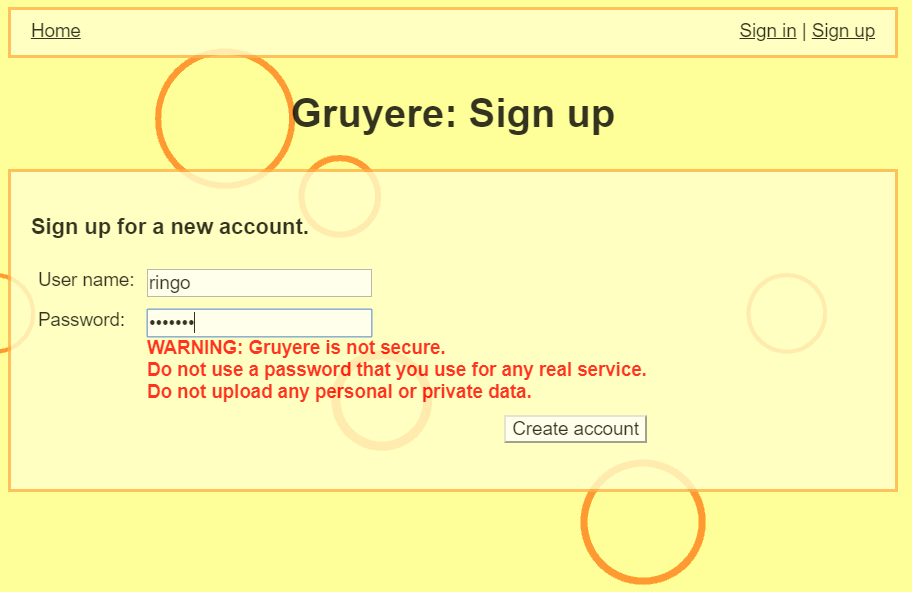 Home
Sign in | Sign up
Gruyere: Sign up
Sign up for a new account.
User name: ringo
Password: •••••••
WARNING: Gruyere is not secure.
Do not use a password that you use for any real service.
Do not upload any personal or private data.
Create account